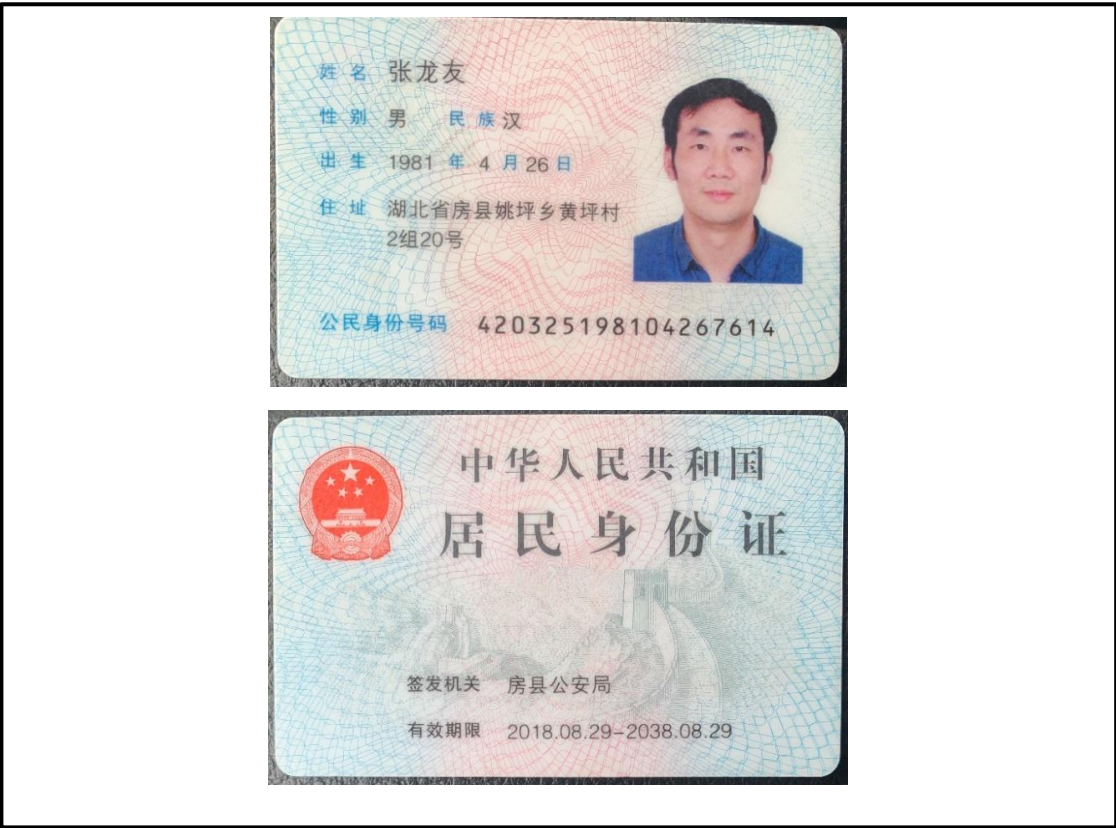 姓名 张龙友
性别 男 民族 汉
出生 1981 年 4 月 26 日
住址 湖北省房县姚坪乡黄坪村
2组20号
公民身份号码 420325198104267614
中华人民共和国
居民身份证
签发机关 房县公安局
有效期限 2018.08.29-2038.08.29